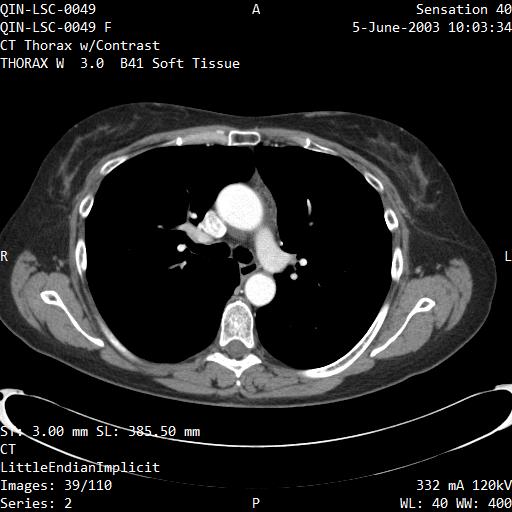 QIN-LSC-0049 A Sensation 40
QIN-LSC-0049 F 5-June-2003 10:03:34
CT Thorax w/Contrast
THORAX W 3.0 B41 Soft Tissue
R L
ST: 3.00 mm SL: 385.50 mm
CT
LittleEndianImplicit
Images: 39/110 332 mA 120kV
Series: 2 P WL: 40 WW: 400